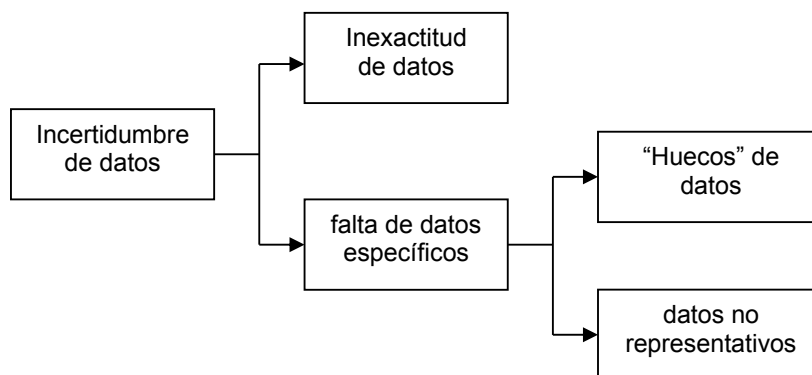 Inexactitud
de datos
Incertidumbre
de datos
“Huecos” de
datos
falta de datos
específicos
datos no
representativos